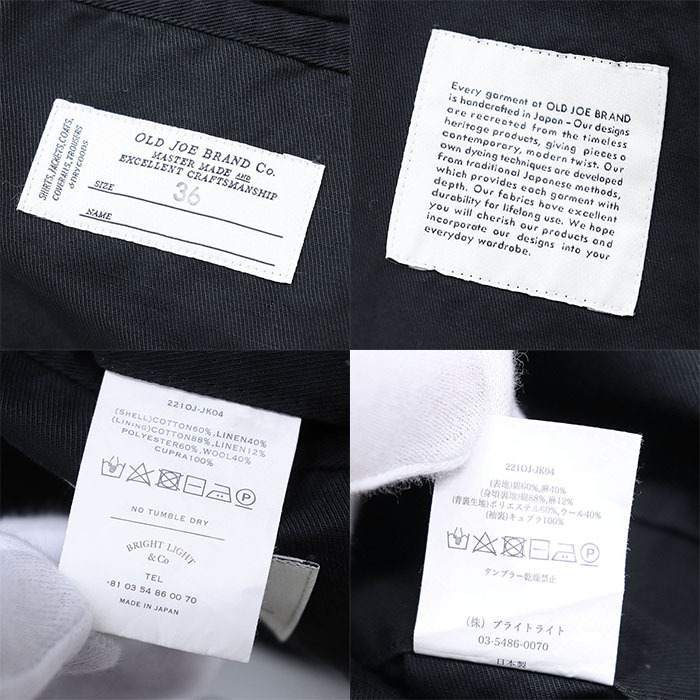 SHIRTS, JACKETS, COATS,
COVERALLS, TROUSERS
& DRY GOODS
OLD JOE BRAND Co.
MASTER MADE AND
EXCELLENT CRAFTSMANSHIP
SIZE 36
NAME
Every garment at OLD JOE BRAND
is handcrafted in Japan - Our designs
are recreated from the timeless
heritage products, giving pieces a
contemporary, modern twist. Our
own dyeing techniques are developed
from traditional Japanese methods,
which provides each garment with
depth. Our fabrics have excellent
durability for lifelong use. We hope
you will cherish our products and
incorporate our designs into your
everyday wardrobe.
221OJ-JK04
(SHELL)COTTON60%, LINEN40%
(LINING)COTTON88%, LINEN12%
POLYESTER60%, WOOL40%
CUPRA100%
NO TUMBLE DRY
BRIGHT LIGHT
& Co
TEL
+81 03 54 86 00 70
MADE IN JAPAN
221OJ-JK04
(表地)綿60%, 麻40%
(身頃裏地)綿88%, 麻12%
(背裏生地)ポリエステル60%, ウール40%
(袖裏)キュプラ100%
タンブラー乾燥禁止
(株) ブライトライト
03-5486-0070
日本製